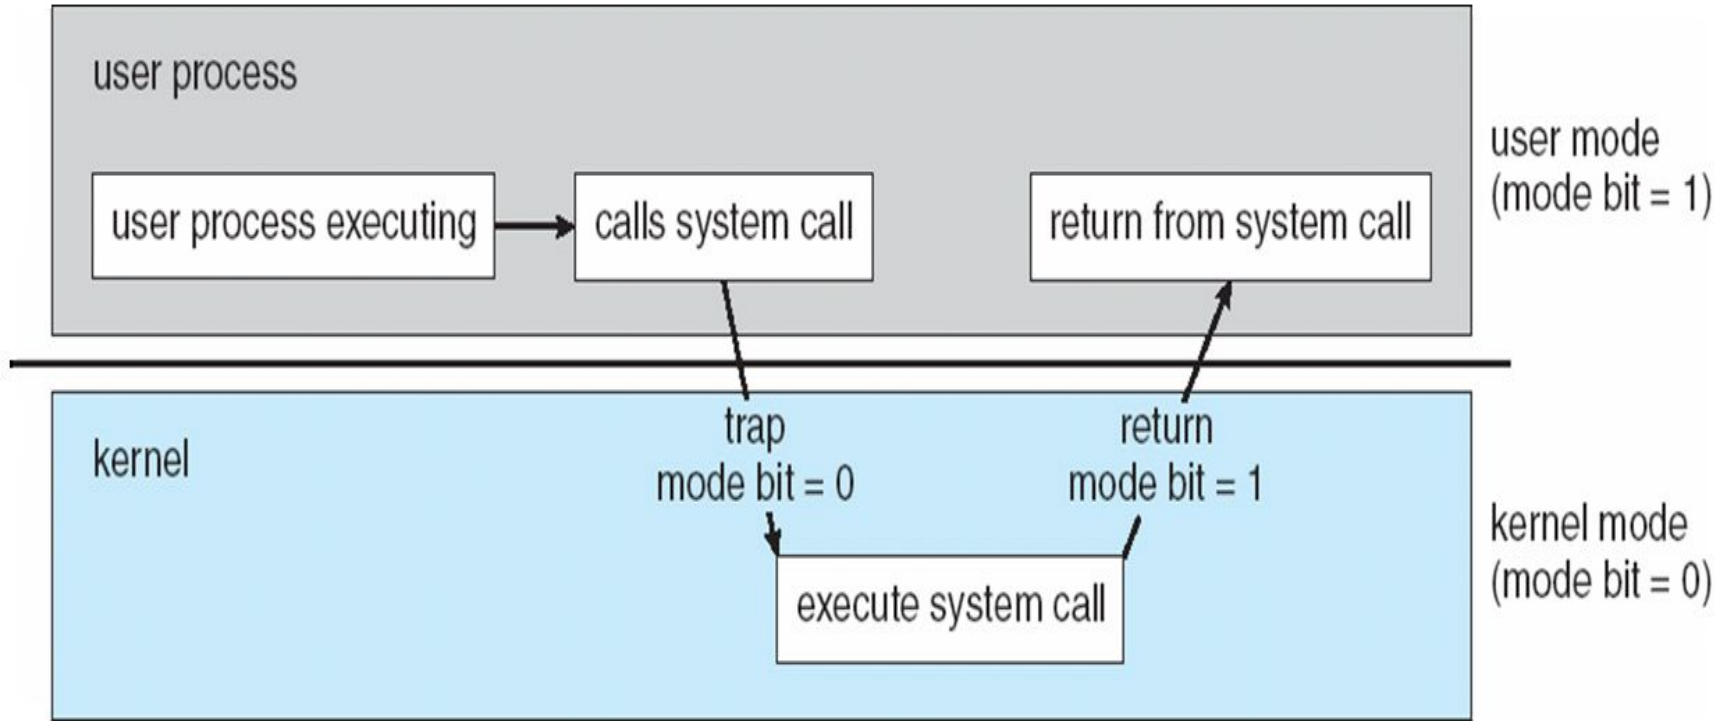 user process
user process executing
calls system call
return from system call
user mode
(mode bit = 1)
kernel
trap
mode bit = 0
return
mode bit = 1
execute system call
kernel mode
(mode bit = 0)